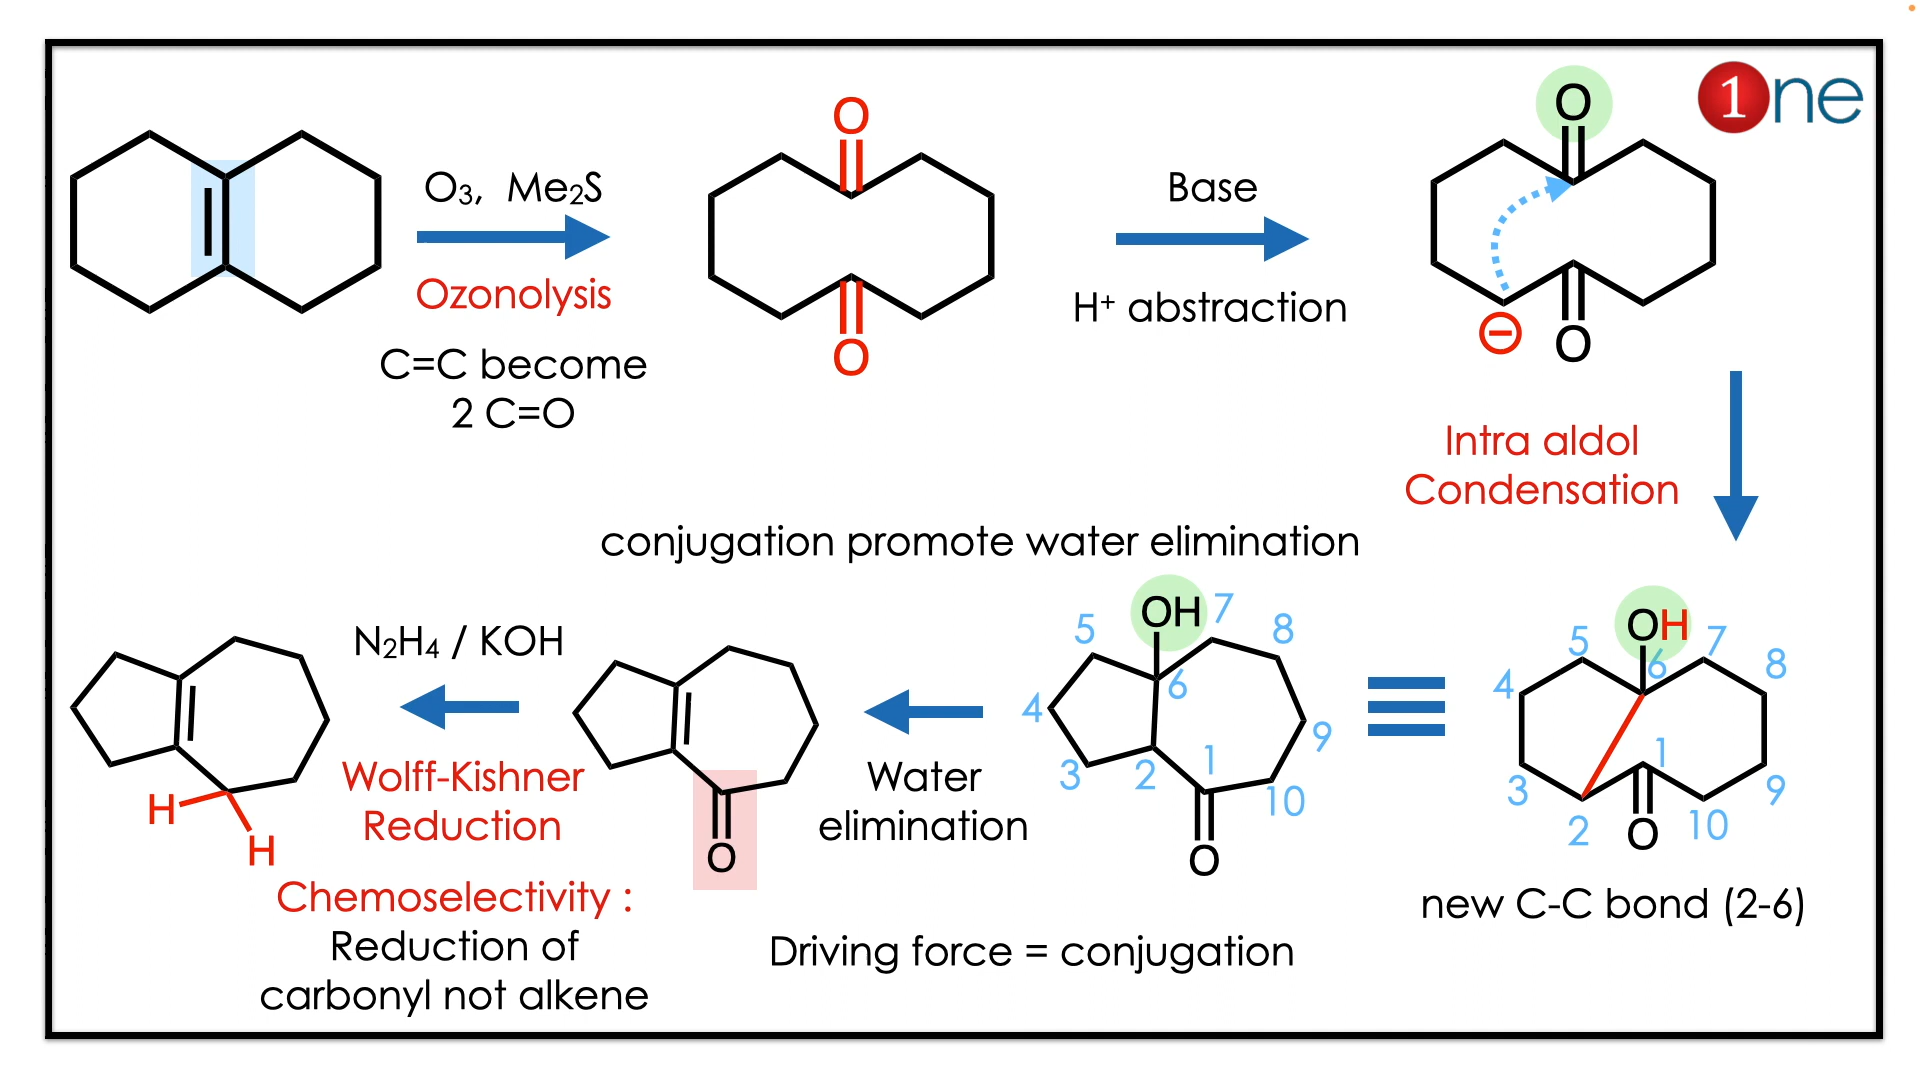 1ne
O
O
O₃, Me₂S
Ozonolysis
C=C become
2 C=O
O
O
Base
H⁺ abstraction
O
⊖
O
Intra aldol
Condensation
conjugation promote water elimination
OH
5
6
7
4
8
3
1
9
2
10
O
new C-C bond (2-6)
OH
7
5
8
6
4
9
1
3
2
10
O
Water
elimination
Driving force = conjugation
O
N₂H₄ / KOH
Wolff-Kishner
Reduction
Chemoselectivity :
Reduction of
carbonyl not alkene
H
H